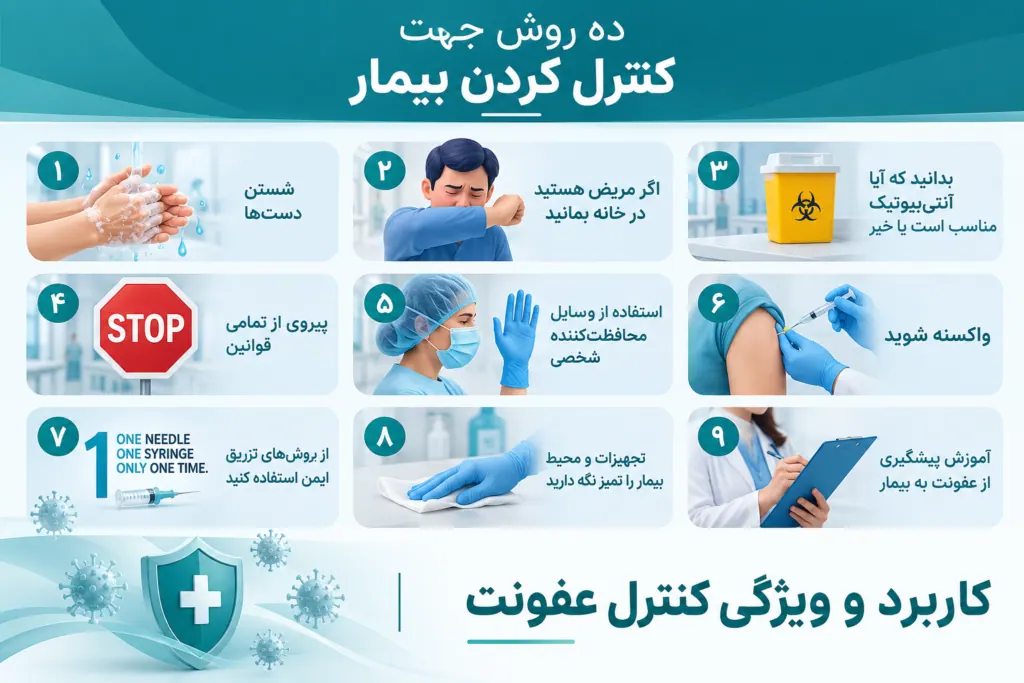 ده روش جهت
کنترل کردن بیمار
۱
شستن
دست‌ها
۲
اگر مریض هستید
در خانه بمانید
۳
بدانید که آیا
آنتی‌بیوتیک
مناسب است یا خیر
۴
STOP
پیروی از تمامی
قوانین
۵
استفاده از وسایل
محافظت‌کننده
شخصی
۶
واکسنه شوید
۷
1
ONE NEEDLE
ONE SYRINGE
ONLY ONE TIME.
از روش‌های تزریق
ایمن استفاده کنید
۸
تجهیزات و محیط
بیمار را تمیز نگه دارید
۹
آموزش پیشگیری
از عفونت به بیمار
کاربرد و ویژگی کنترل عفونت